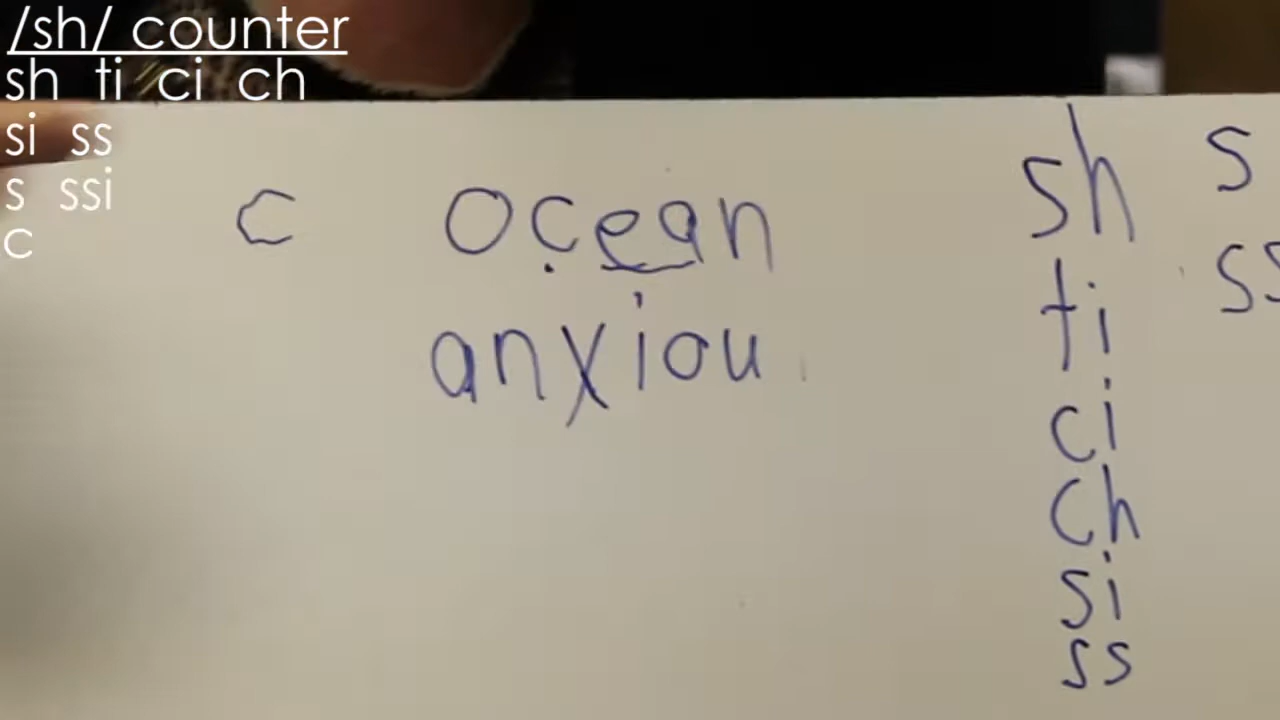 /sh/ counter
sh ti ci ch
si ss
s ssi
c
c ocean
anxiou
sh
ti
ci
ch
si
ss
s
ss